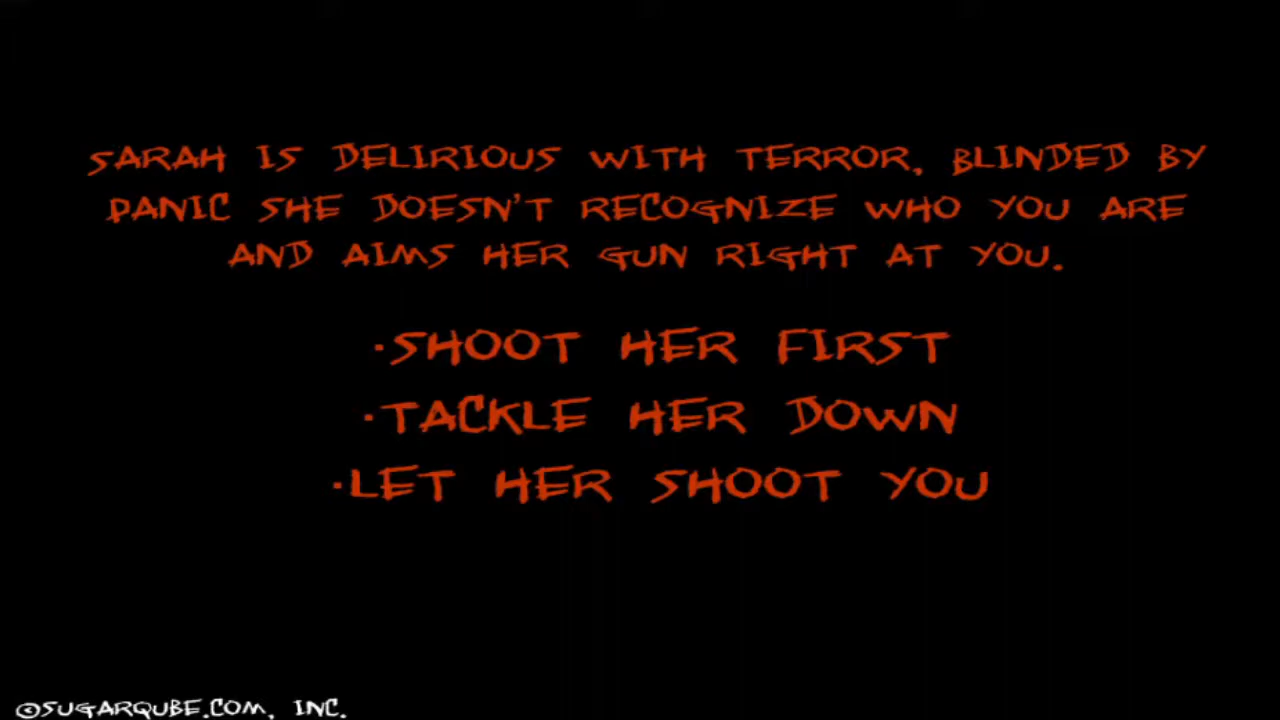 SARAH IS DELIRIOUS WITH TERROR, BLINDED BY
PANIC SHE DOESN'T RECOGNIZE WHO YOU ARE
AND AIMS HER GUN RIGHT AT YOU.
·SHOOT HER FIRST
·TACKLE HER DOWN
·LET HER SHOOT YOU
©SUGARQUBE.COM, INC.